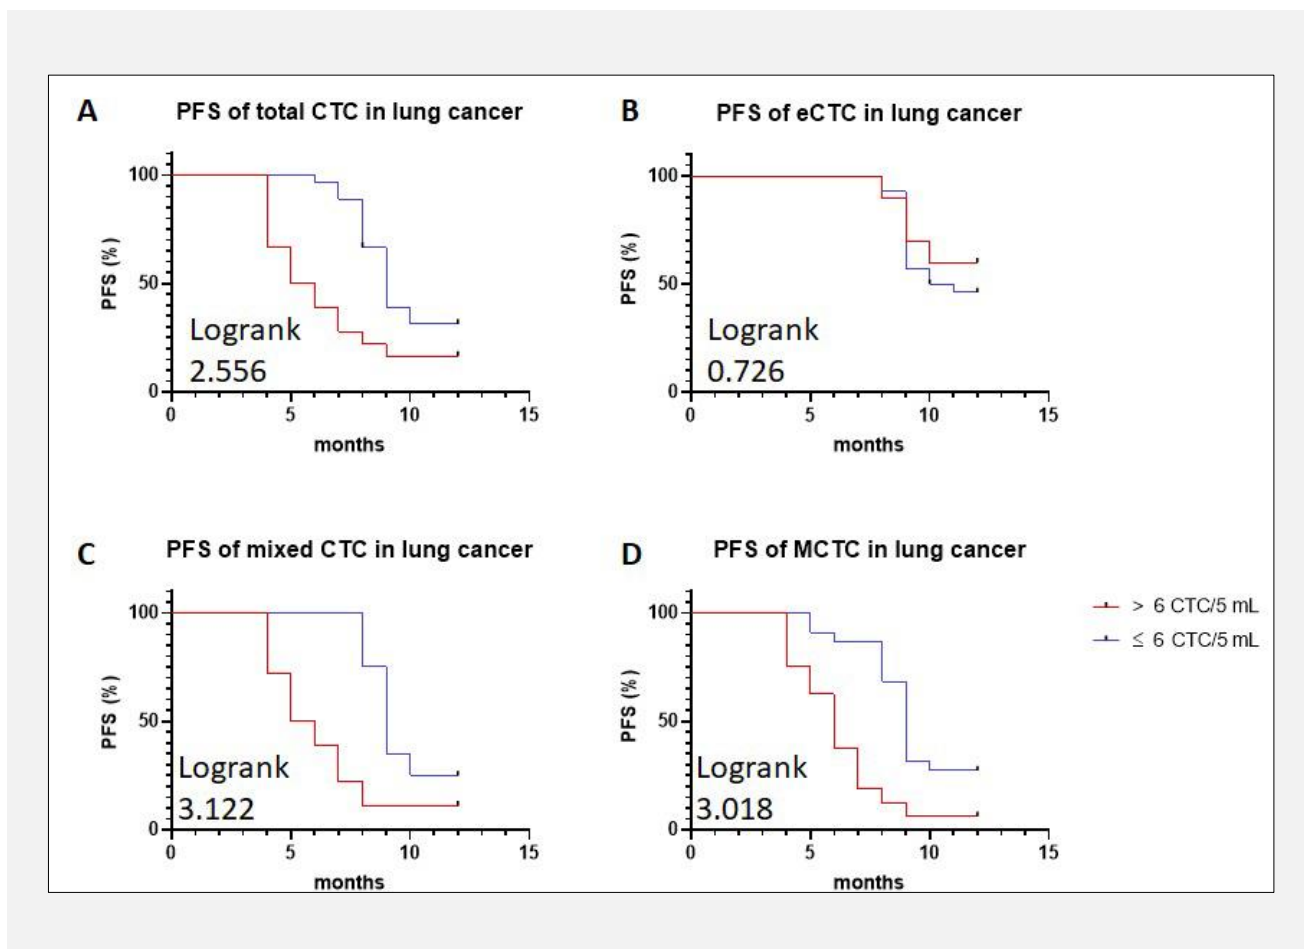 A
PFS of total CTC in lung cancer
PFS (%)
100
50
0
Logrank
2.556
0 5 10 15
months
B
PFS of eCTC in lung cancer
PFS (%)
100
50
0
Logrank
0.726
0 5 10 15
months
C
PFS of mixed CTC in lung cancer
PFS (%)
100
50
0
Logrank
3.122
0 5 10 15
months
D
PFS of MCTC in lung cancer
PFS (%)
100
50
0
Logrank
3.018
0 5 10 15
months
> 6 CTC/5 mL
≤ 6 CTC/5 mL